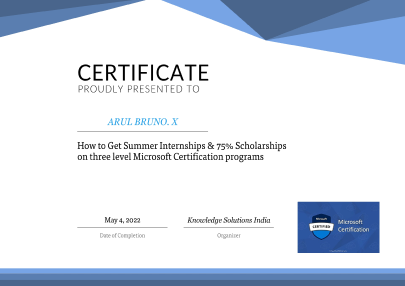 CERTIFICATE
PROUDLY PRESENTED TO
ARUL BRUNO. X
How to Get Summer Internships & 75% Scholarships
on three level Microsoft Certification programs
May 4, 2022
Knowledge Solutions India
Date of Completion
Organizer
Microsoft
CERTIFIED
Microsoft
Certification